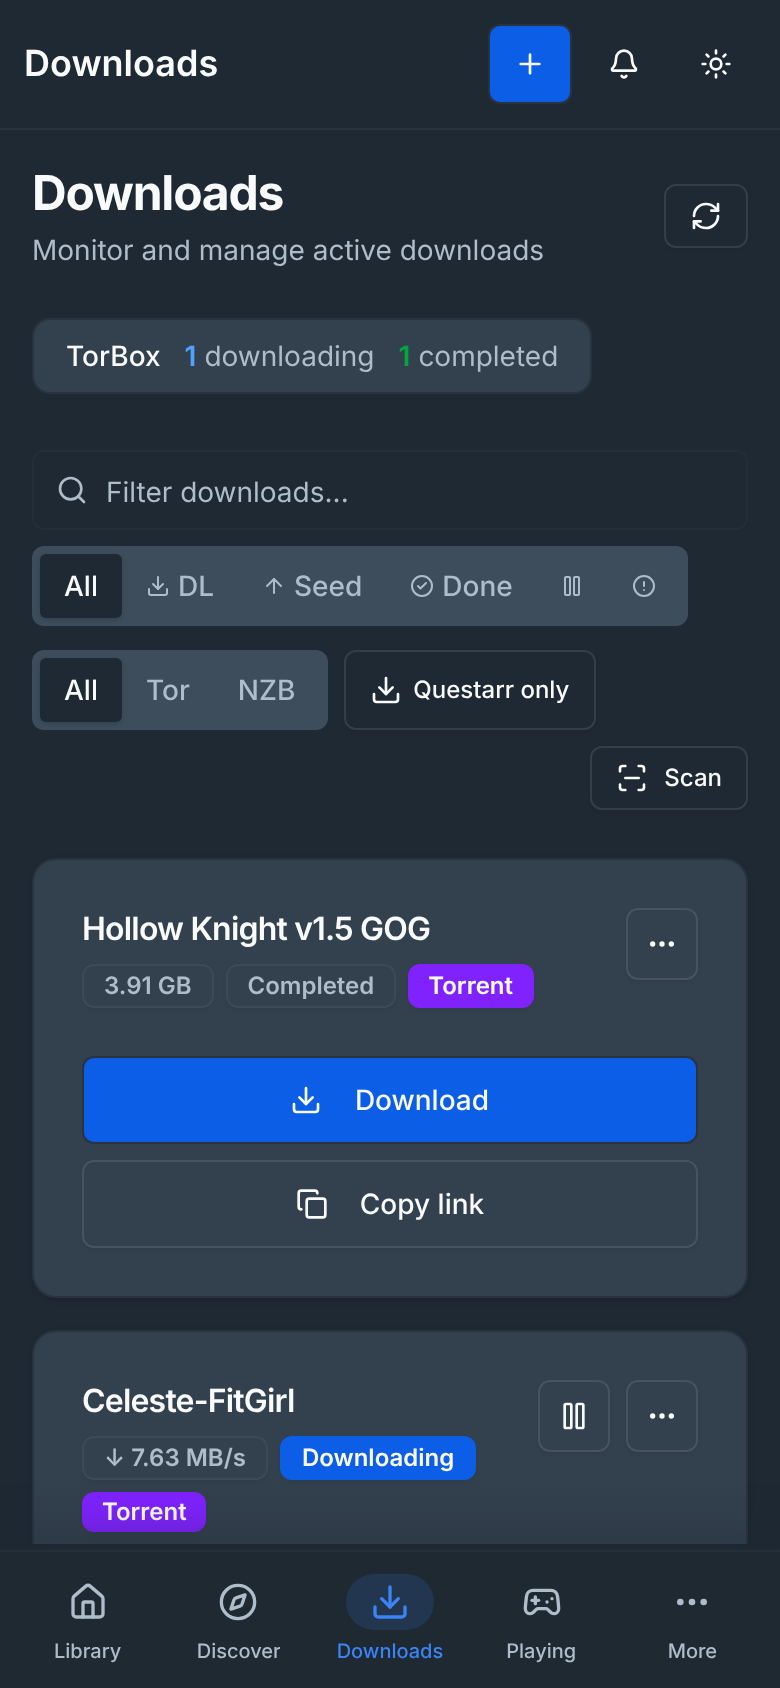 Downloads
Downloads
Monitor and manage active downloads
TorBox 1 downloading 1 completed
Filter downloads...
All DL Seed Done
All Tor NZB Questarr only
Scan
Hollow Knight v1.5 GOG
3.91 GB Completed Torrent
Download
Copy link
Celeste-FitGirl
7.63 MB/s Downloading
Torrent
Library Discover Downloads Playing More